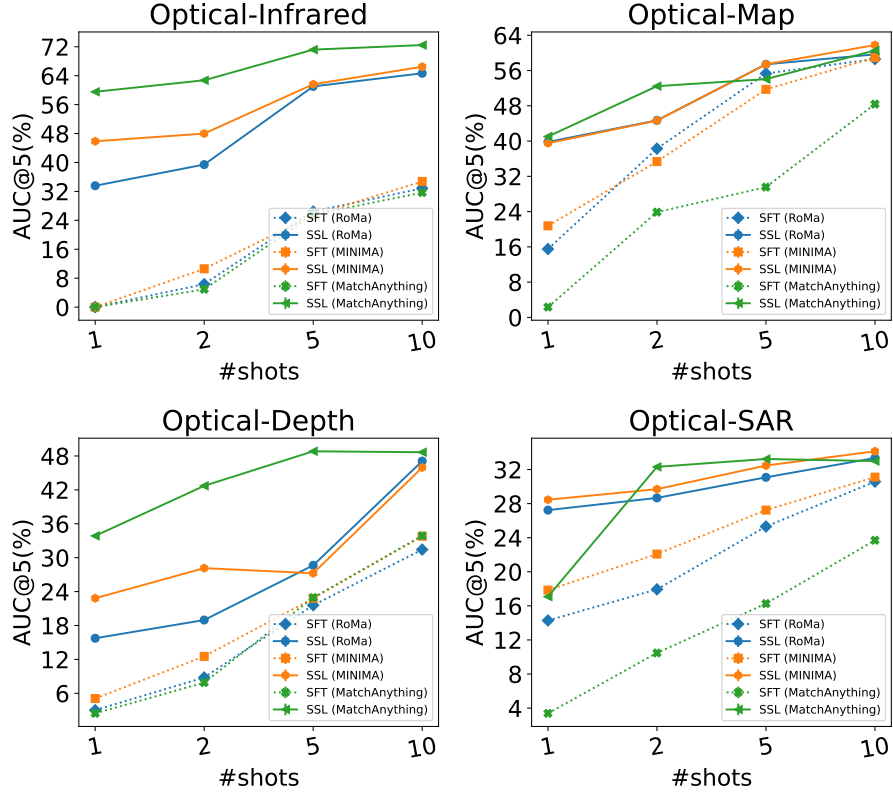 Optical-Infrared
AUC@5(%)
72
64
56
48
40
32
24
16
8
0
SFT (RoMa)
SSL (RoMa)
SFT (MINIMA)
SSL (MINIMA)
SFT (MatchAnything)
SSL (MatchAnything)
1 2 5 10
#shots
Optical-Map
AUC@5(%)
64
56
48
40
32
24
16
8
0
SFT (RoMa)
SSL (RoMa)
SFT (MINIMA)
SSL (MINIMA)
SFT (MatchAnything)
SSL (MatchAnything)
1 2 5 10
#shots
Optical-Depth
AUC@5(%)
48
42
36
30
24
18
12
6
SFT (RoMa)
SSL (RoMa)
SFT (MINIMA)
SSL (MINIMA)
SFT (MatchAnything)
SSL (MatchAnything)
1 2 5 10
#shots
Optical-SAR
AUC@5(%)
32
28
24
20
16
12
8
4
SFT (RoMa)
SSL (RoMa)
SFT (MINIMA)
SSL (MINIMA)
SFT (MatchAnything)
SSL (MatchAnything)
1 2 5 10
#shots